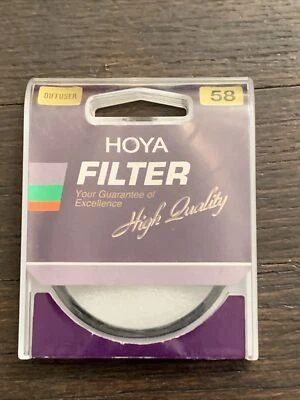 DIFFUSER
58
HOYA
FILTER
Your Guarantee of
Excellence
High Quality